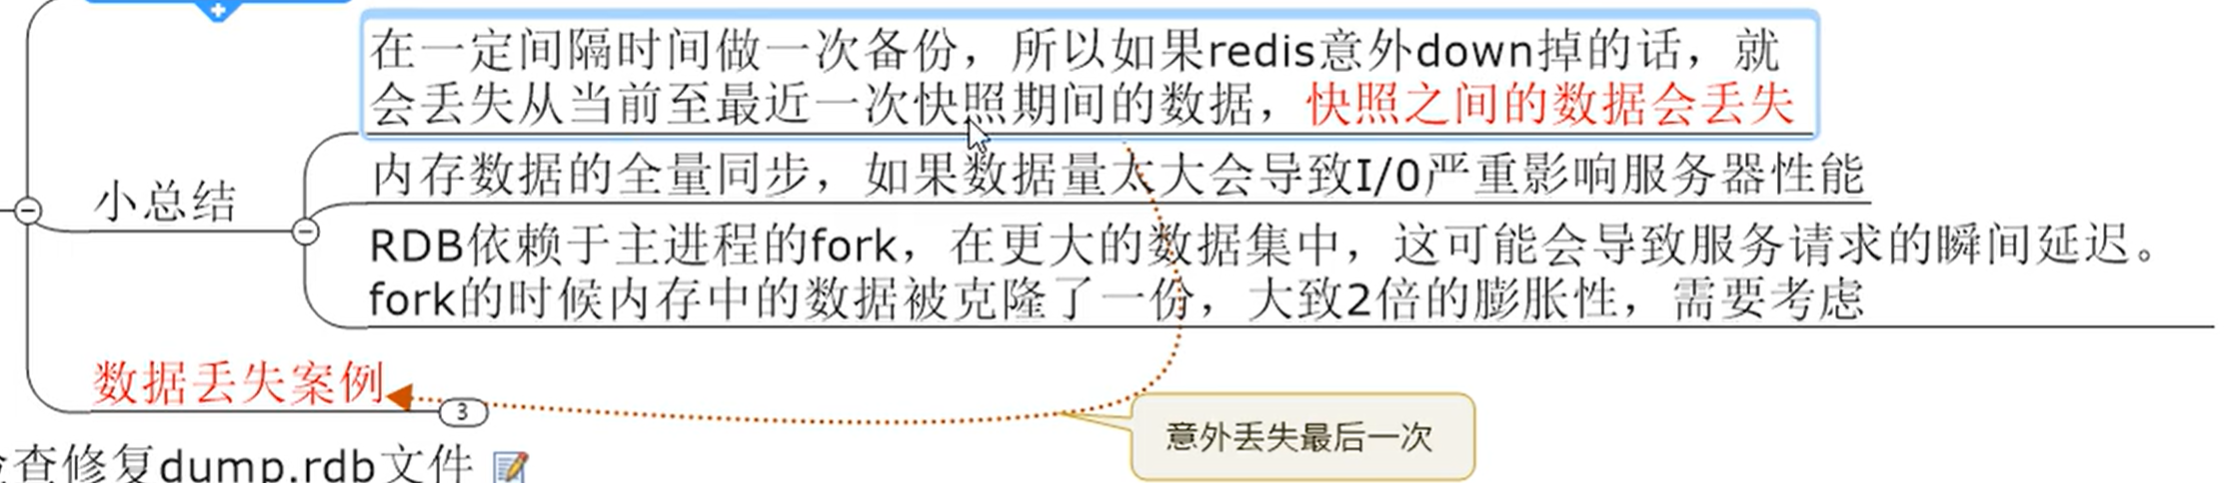 在一定间隔时间做一次备份，所以如果redis意外down掉的话，就
会丢失从当前至最近一次快照期间的数据，快照之间的数据会丢失
内存数据的全量同步，如果数据量太大会导致I/0严重影响服务器性能
小总结
RDB依赖于主进程的fork，在更大的数据集中，这可能会导致服务请求的瞬间延迟。
fork的时候内存中的数据被克隆了一份，大致2倍的膨胀性，需要考虑
数据丢失案例
3
意外丢失最后一次
查修复dump.rdb文件